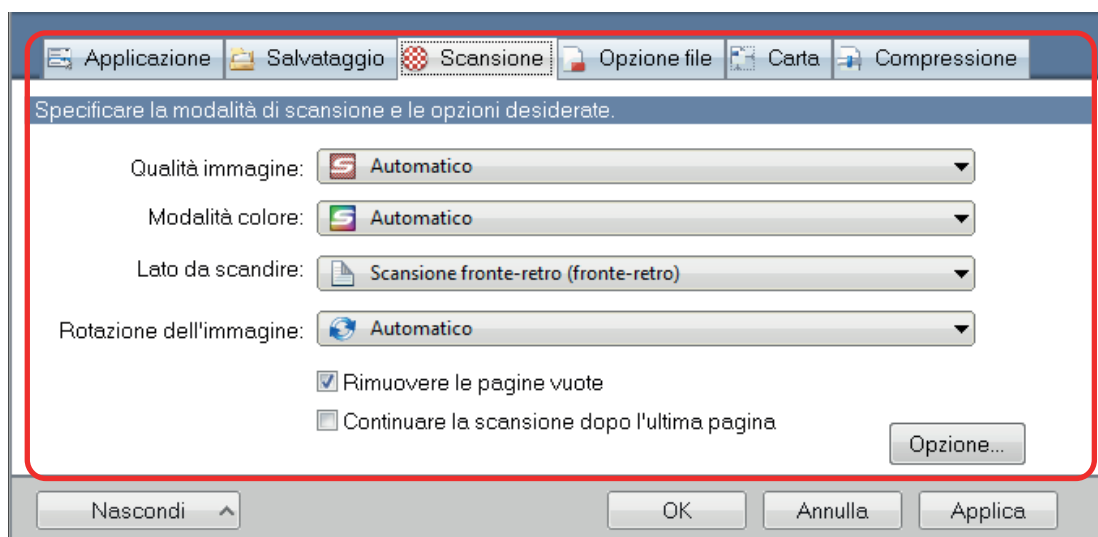 Applicazione Salvataggio Scansione Opzione file Carta Compressione
Specificare la modalità di scansione e le opzioni desiderate.
Qualità immagine: Automatico
Modalità colore: Automatico
Lato da scandire: Scansione fronte-retro (fronte-retro)
Rotazione dell'immagine: Automatico
Rimuovere le pagine vuote
Continuare la scansione dopo l'ultima pagina
Opzione...
Nascondi OK Annulla Applica